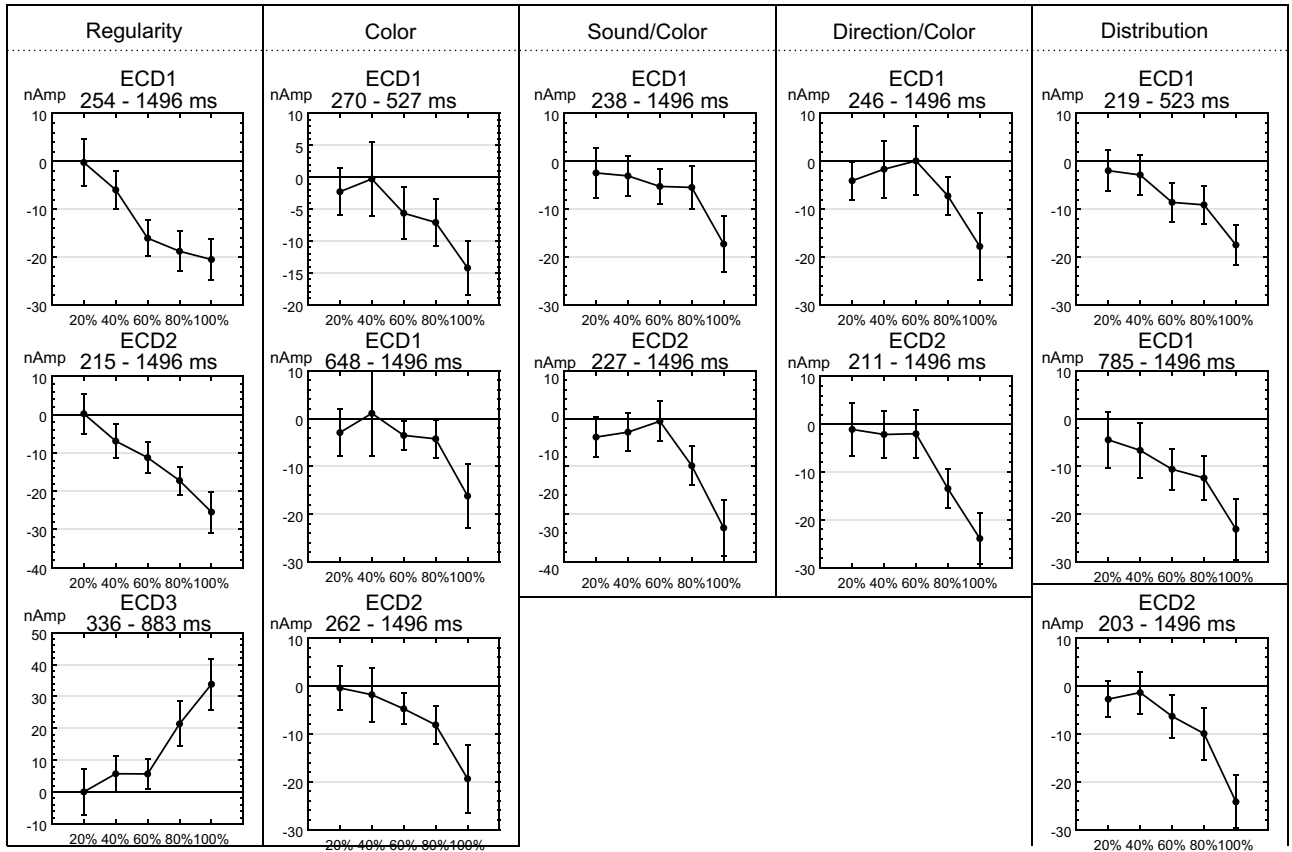 Regularity
Color
Sound/Color
Direction/Color
Distribution
ECD1
nAmp 254 - 1496 ms
10
0
-10
-20
-30
20% 40% 60% 80%100%
ECD1
nAmp 270 - 527 ms
10
5
0
-5
-10
-15
-20
20% 40% 60% 80%100%
ECD1
nAmp 238 - 1496 ms
10
0
-10
-20
-30
20% 40% 60% 80%100%
ECD1
nAmp 246 - 1496 ms
10
0
-10
-20
-30
20% 40% 60% 80%100%
ECD1
nAmp 219 - 523 ms
10
0
-10
-20
-30
20% 40% 60% 80%100%
ECD2
nAmp 215 - 1496 ms
10
0
-10
-20
-30
-40
20% 40% 60% 80%100%
ECD1
nAmp 648 - 1496 ms
10
0
-10
-20
-30
20% 40% 60% 80%100%
ECD2
nAmp 227 - 1496 ms
10
0
-10
-20
-30
-40
20% 40% 60% 80%100%
ECD2
nAmp 211 - 1496 ms
10
0
-10
-20
-30
20% 40% 60% 80%100%
ECD1
nAmp 785 - 1496 ms
10
0
-10
-20
-30
20% 40% 60% 80%100%
ECD3
nAmp 336 - 883 ms
50
40
30
20
10
0
-10
20% 40% 60% 80%100%
ECD2
nAmp 262 - 1496 ms
10
0
-10
-20
-30
20% 40% 60% 80%100%
ECD2
nAmp 203 - 1496 ms
10
0
-10
-20
-30
20% 40% 60% 80%100%